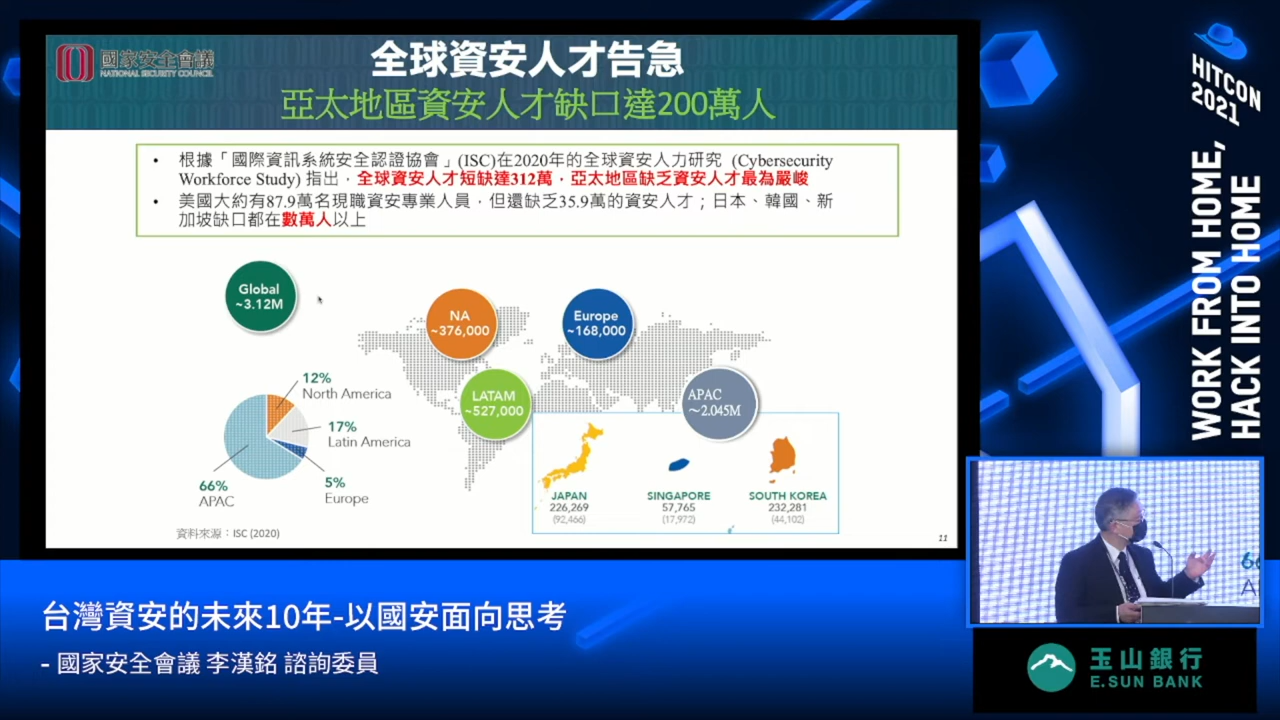 國家安全會議
NATIONAL SECURITY COUNCIL
全球資安人才告急
亞太地區資安人才缺口達200萬人
• 根據「國際資訊系統安全認證協會」(ISC)在2020年的全球資安人力研究 (Cybersecurity
Workforce Study) 指出，全球資安人才短缺達312萬，亞太地區缺乏資安人才最為嚴峻
• 美國大約有87.9萬名現職資安專業人員，但還缺乏35.9萬的資安人才；日本、韓國、新
加坡缺口都在數萬人以上
Global
~3.12M
NA
~376,000
Europe
~168,000
LATAM
~527,000
APAC
～2.045M
12%
North America
17%
Latin America
5%
Europe
66%
APAC
JAPAN
226,269
(92,466)
SINGAPORE
57,765
(17,972)
SOUTH KOREA
232,281
(44,102)
資料來源：ISC (2020)
11
HITCON
2021
WORK FROM HOME,
HACK INTO HOME
台灣資安的未來10年-以國安面向思考
- 國家安全會議 李漢銘 諮詢委員
玉山銀行
E.SUN BANK